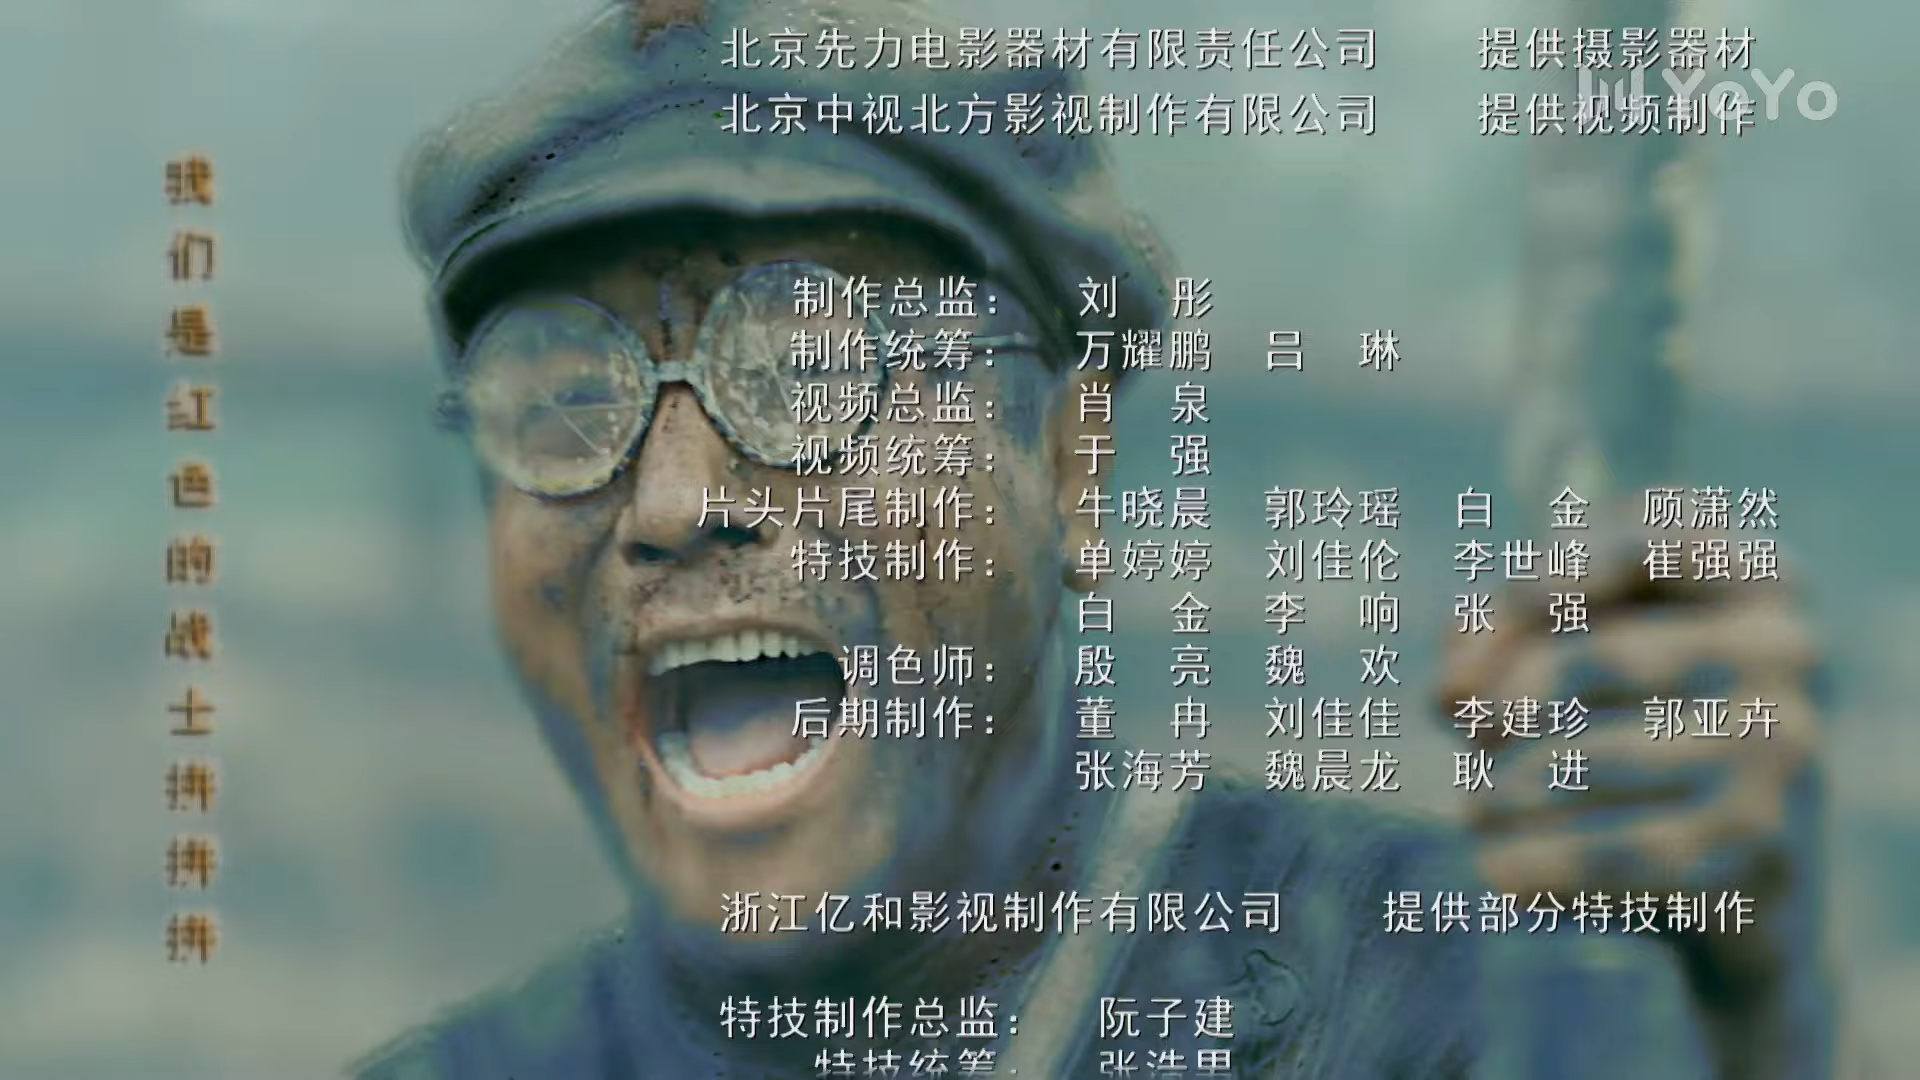 北京先力电影器材有限责任公司 提供摄影器材
YoYo
北京中视北方影视制作有限公司 提供视频制作
我们是红色的战士拼拼拼
制作总监： 刘 彤
制作统筹： 万耀鹏 吕 琳
视频总监： 肖 泉
视频统筹： 于 强
片头片尾制作： 牛晓晨 郭玲瑶 白 金 顾潇然
特技制作： 单婷婷 刘佳伦 李世峰 崔强强
白 金 李 响 张 强
调色师： 殷 亮 魏 欢
后期制作： 董 冉 刘佳佳 李建珍 郭亚卉
张海芳 魏晨龙 耿 进
浙江亿和影视制作有限公司 提供部分特技制作
特技制作总监： 阮子建
特技统筹：